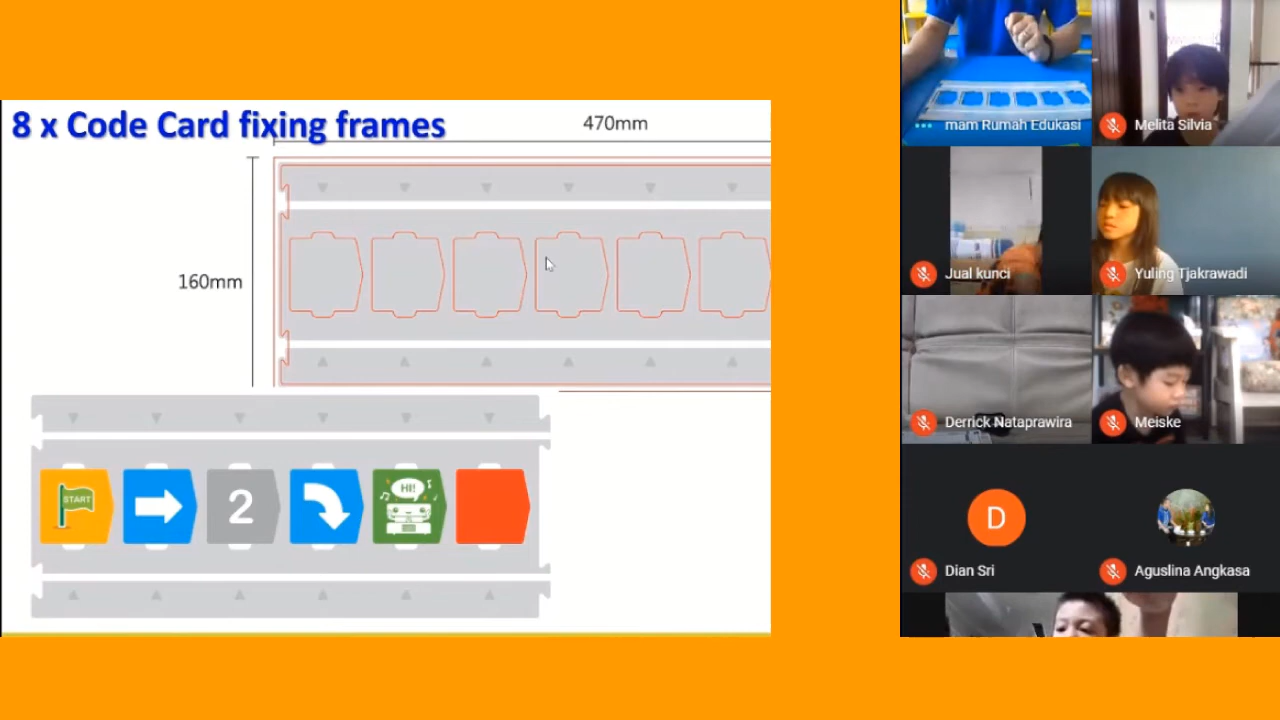 8 x Code Card fixing frames
470mm
160mm
START
2
HI!
mam Rumah Edukasi
Melita Silvia
Jual kunci
Yuling Tjakrawadi
Derrick Nataprawira
Meiske
D
Dian Sri
Aguslina Angkasa